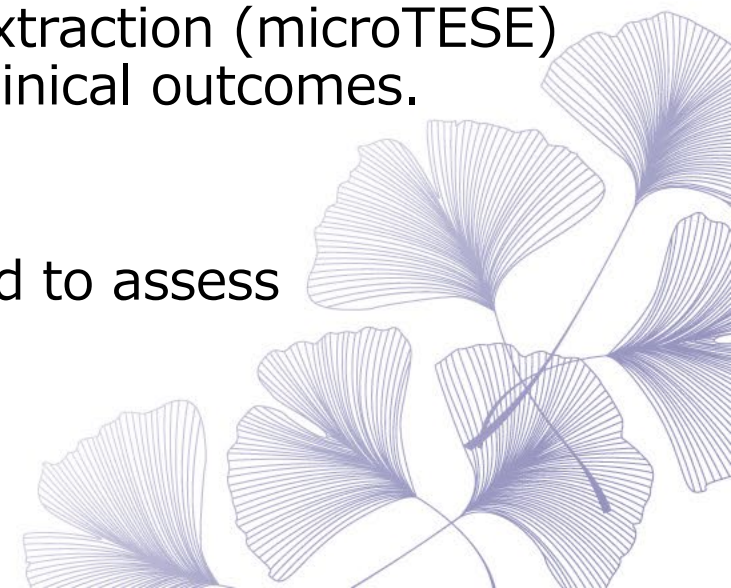 xtraction (microTESE)
inical outcomes.
d to assess